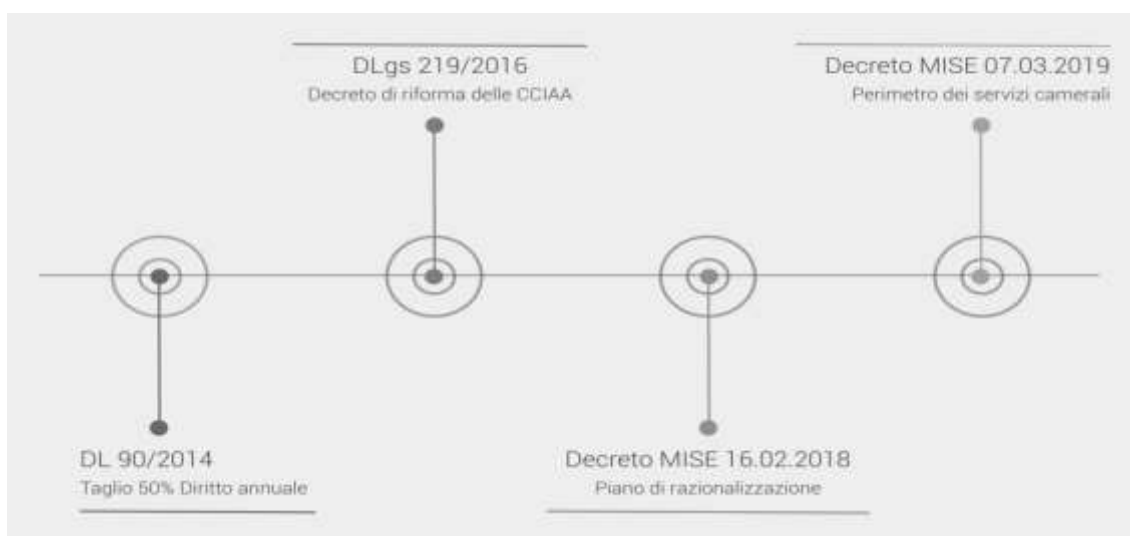 DLgs 219/2016
Decreto di riforma delle CCIAA
Decreto MISE 07.03.2019
Perimetro dei servizi camerali
DL 90/2014
Taglio 50% Diritto annuale
Decreto MISE 16.02.2018
Piano di razionalizzazione